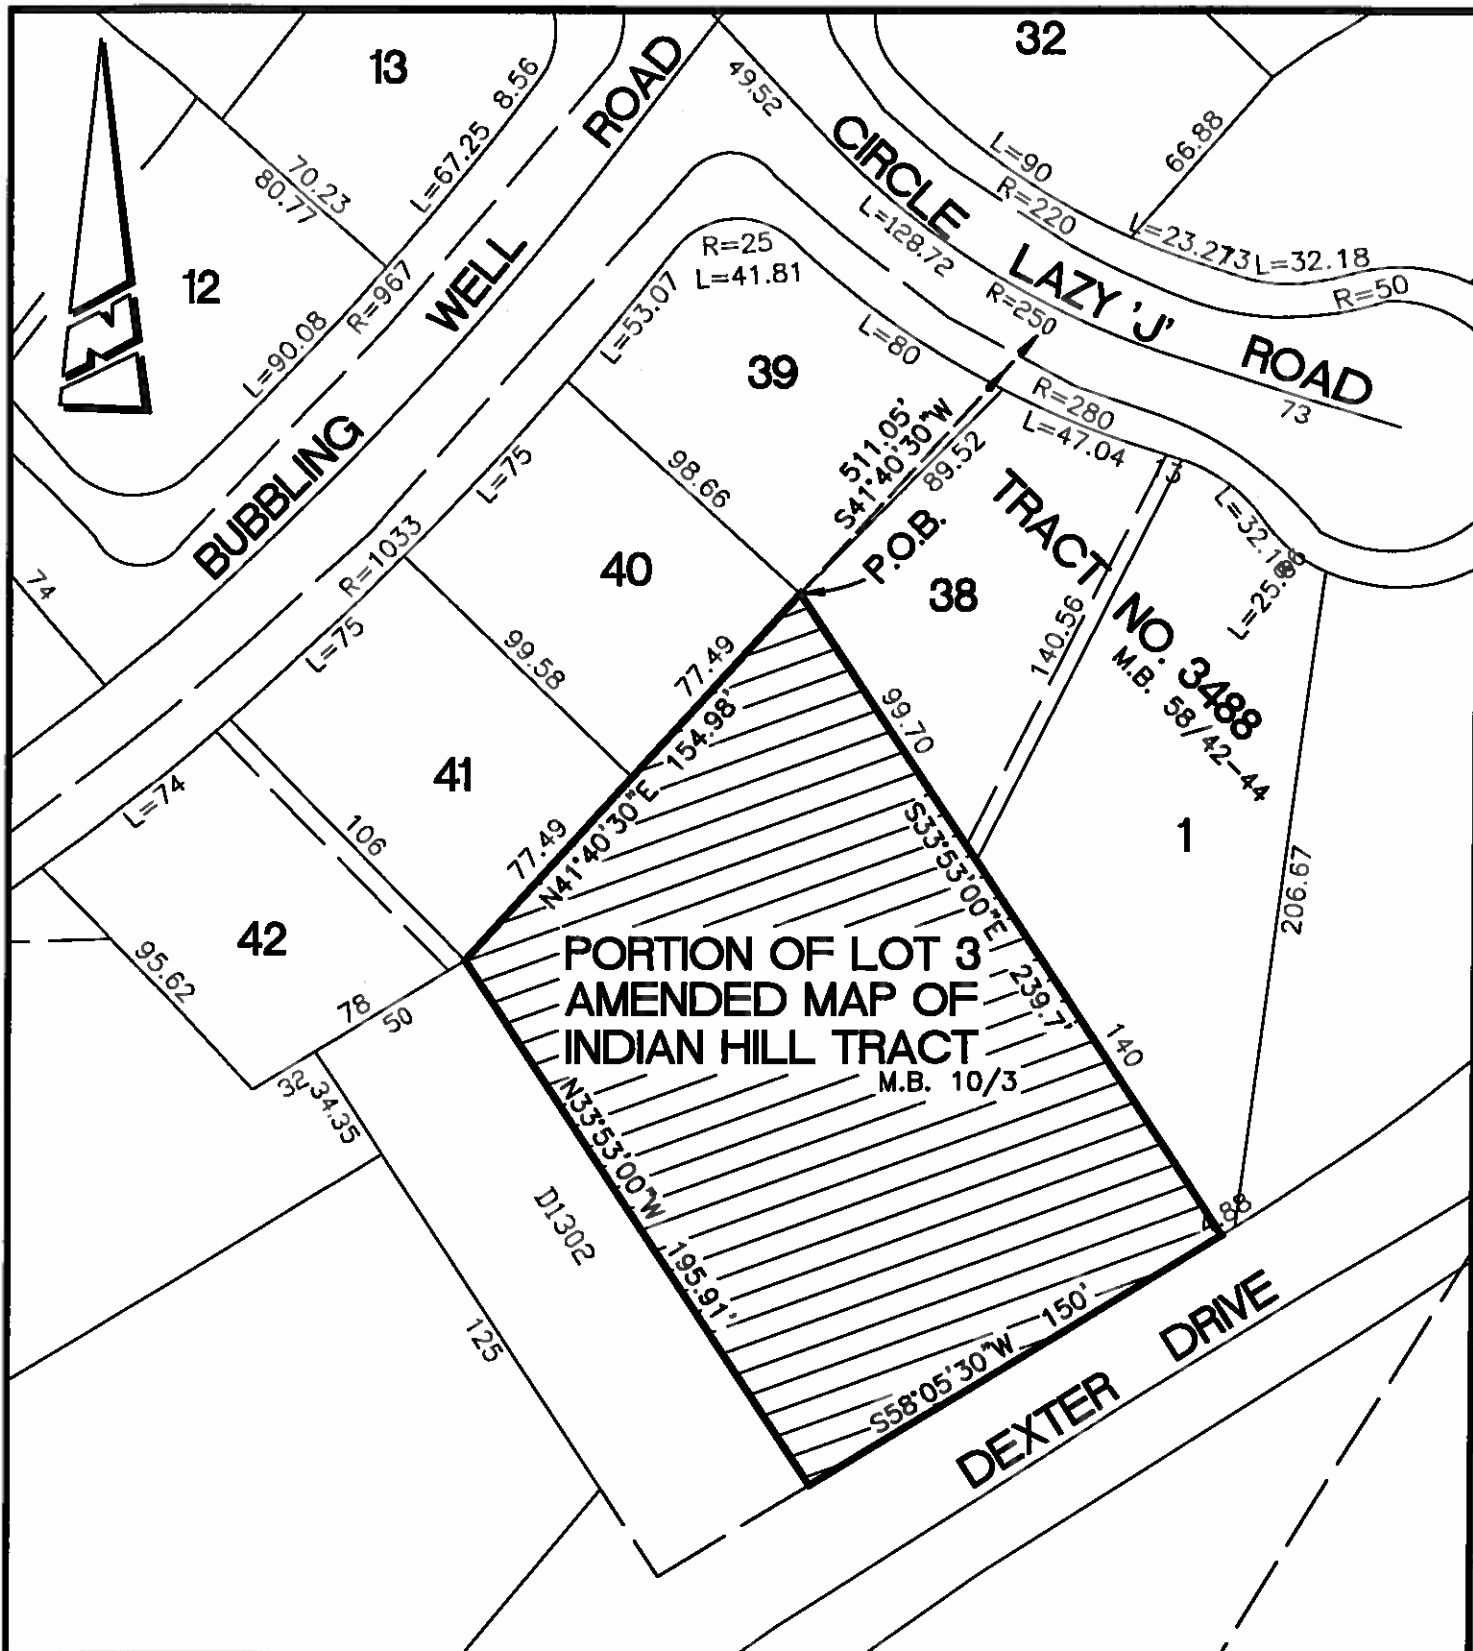 13
32
BUBBLING WELL ROAD
49.52
8.56
L=67.25
70.23
80.77
12
R=967
L=90.08
CIRCLE LAZY 'J' ROAD
L=90
R=220
66.88
L=128.72
L=23.27
13
L=32.18
R=50
R=250
73
R=25
L=41.81
L=53.07
L=80
39
R=280
L=47.04
511.05'
S41°40'30"W
89.52
P.O.B.
TRACT NO. 3488
M.B. 58/42-44
13
L=32.18
98.66
L=75
R=1033
40
38
140.56
74
L=75
99.58
77.49
99.70
41
L=74
106
77.49
N41°40'30"E 154.98'
S33°53'00"E 239.7'
1
206.67
42
95.62
78
50
34.35
PORTION OF LOT 3
AMENDED MAP OF
INDIAN HILL TRACT
M.B. 10/3
140
N33°53'00"W 195.91'
D1302
125
4.88
S58°05'30"W 150'
DEXTER DRIVE